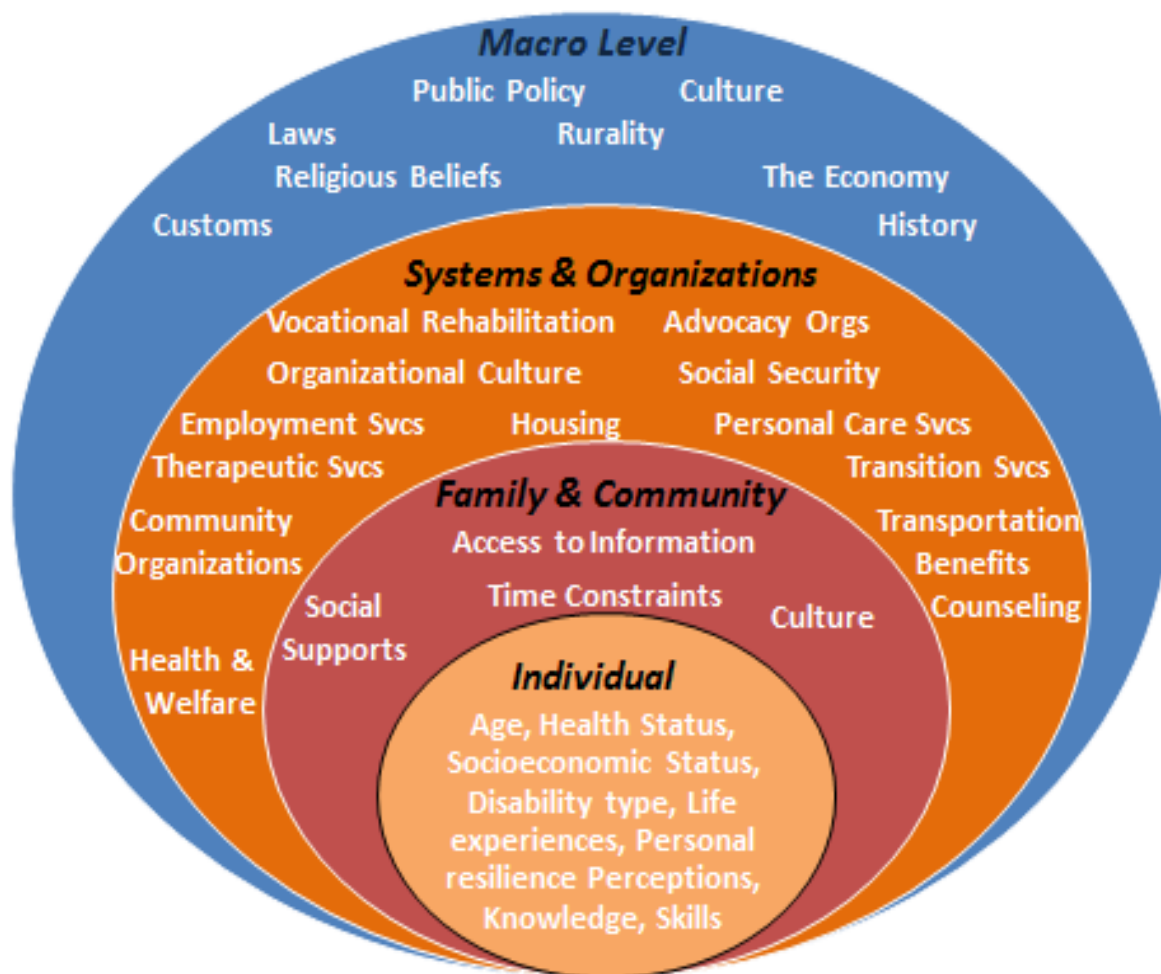 Macro Level
Public Policy Culture
Laws Rurality
Religious Beliefs The Economy
Customs History
Systems & Organizations
Vocational Rehabilitation Advocacy Orgs
Organizational Culture Social Security
Employment Svcs Housing Personal Care Svcs
Therapeutic Svcs Transition Svcs
Community
Organizations
Transportation
Benefits
Counseling
Health &
Welfare
Family & Community
Access to Information
Time Constraints
Social
Supports
Culture
Individual
Age, Health Status,
Socioeconomic Status,
Disability type, Life
experiences, Personal
resilience Perceptions,
Knowledge, Skills